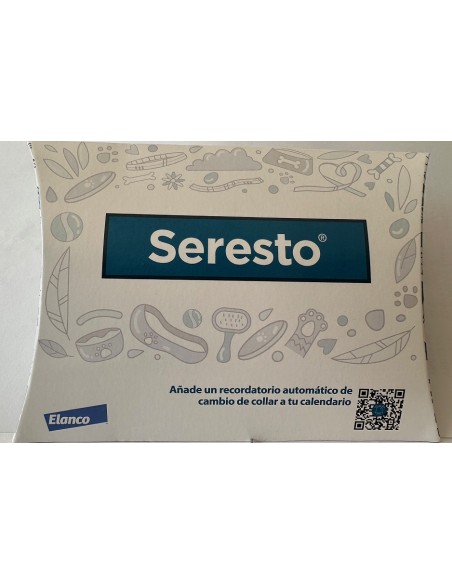 Seresto®
Añade un recordatorio automático de
cambio de collar a tu calendario
Elanco